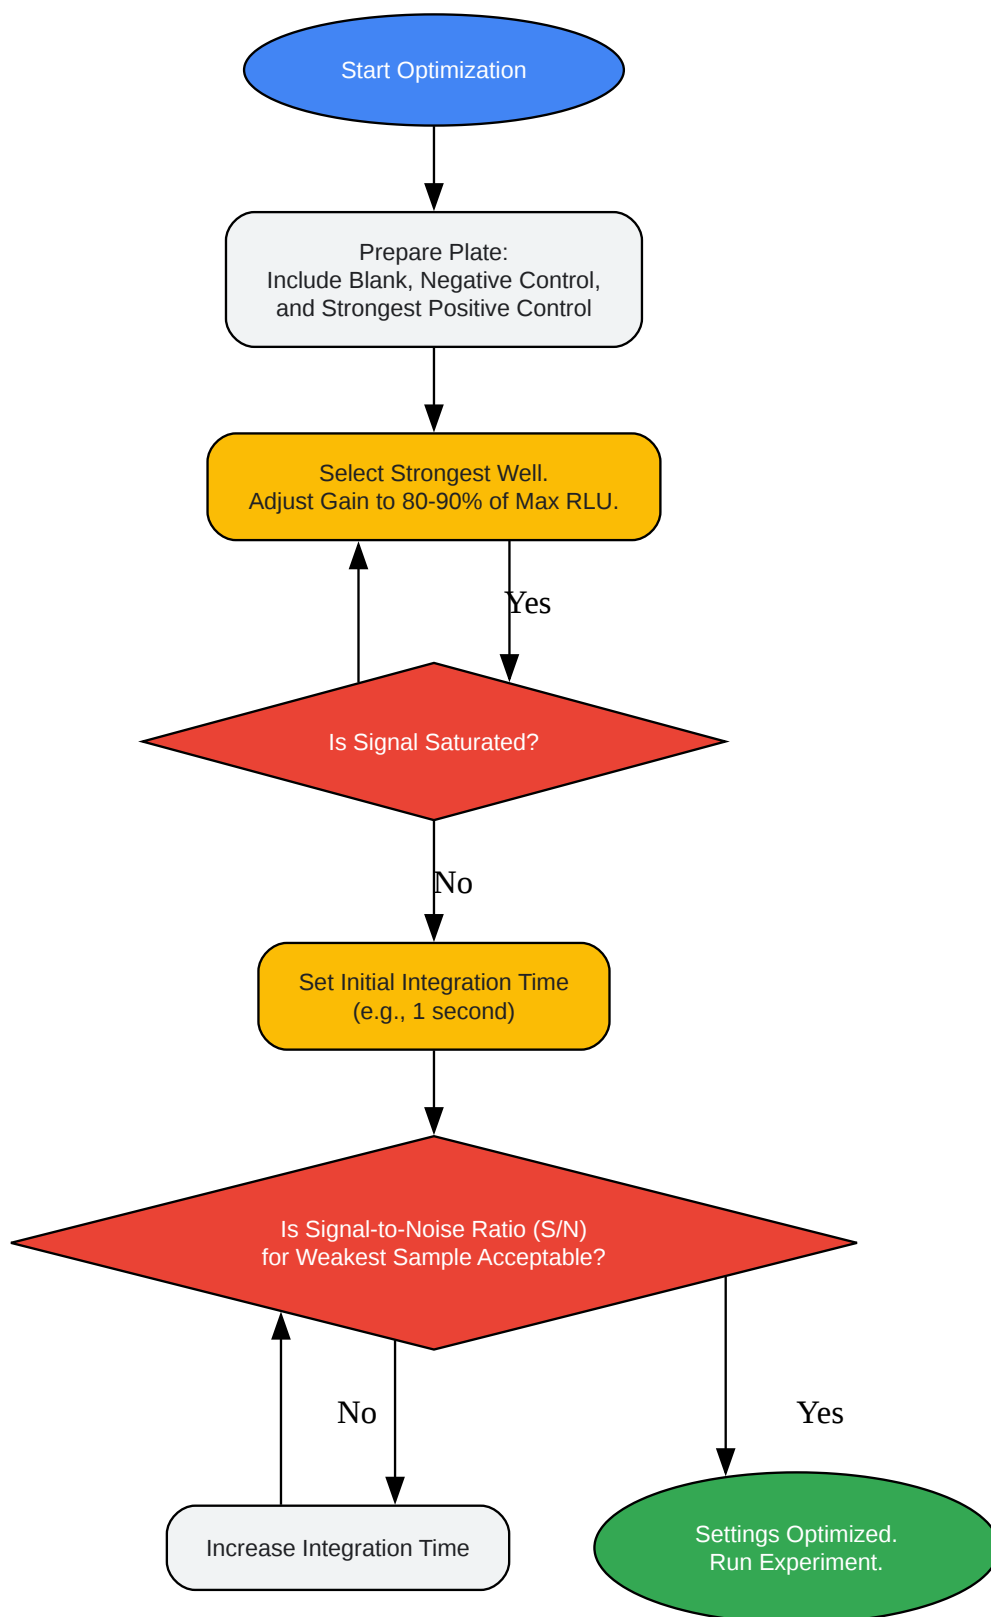 Start Optimization
Prepare Plate:
Include Blank, Negative Control,
and Strongest Positive Control
Select Strongest Well.
Adjust Gain to 80-90% of Max RLU.
Yes
Is Signal Saturated?
No
Set Initial Integration Time
(e.g., 1 second)
Is Signal-to-Noise Ratio (S/N)
for Weakest Sample Acceptable?
No
Yes
Increase Integration Time
Settings Optimized.
Run Experiment.